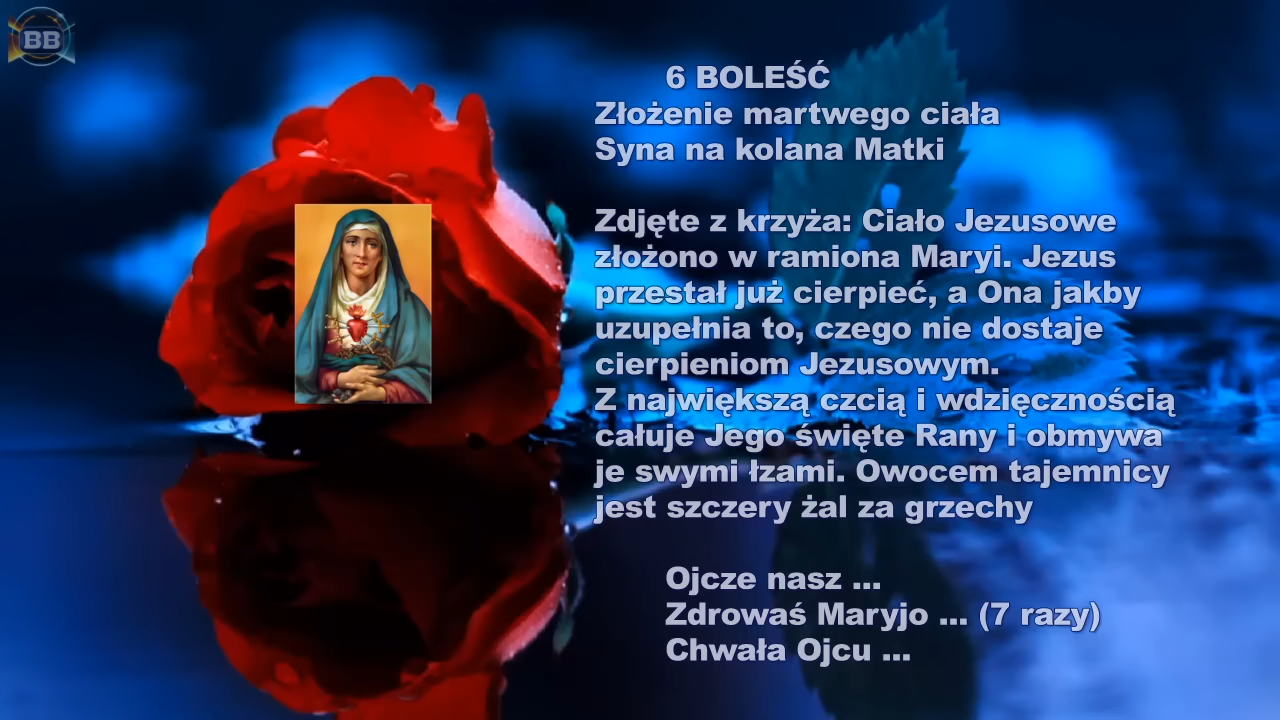 BB
6 BOLEŚĆ
Złożenie martwego ciała
Syna na kolana Matki
Zdjęte z krzyża: Ciało Jezusowe
złożono w ramiona Maryi. Jezus
przestał już cierpieć, a Ona jakby
uzupełnia to, czego nie dostaje
cierpieniom Jezusowym.
Z największą czcią i wdzięcznością
całuje Jego święte Rany i obmywa
je swymi łzami. Owocem tajemnicy
jest szczery żal za grzechy
Ojcze nasz ...
Zdrowaś Maryjo ... (7 razy)
Chwała Ojcu ...